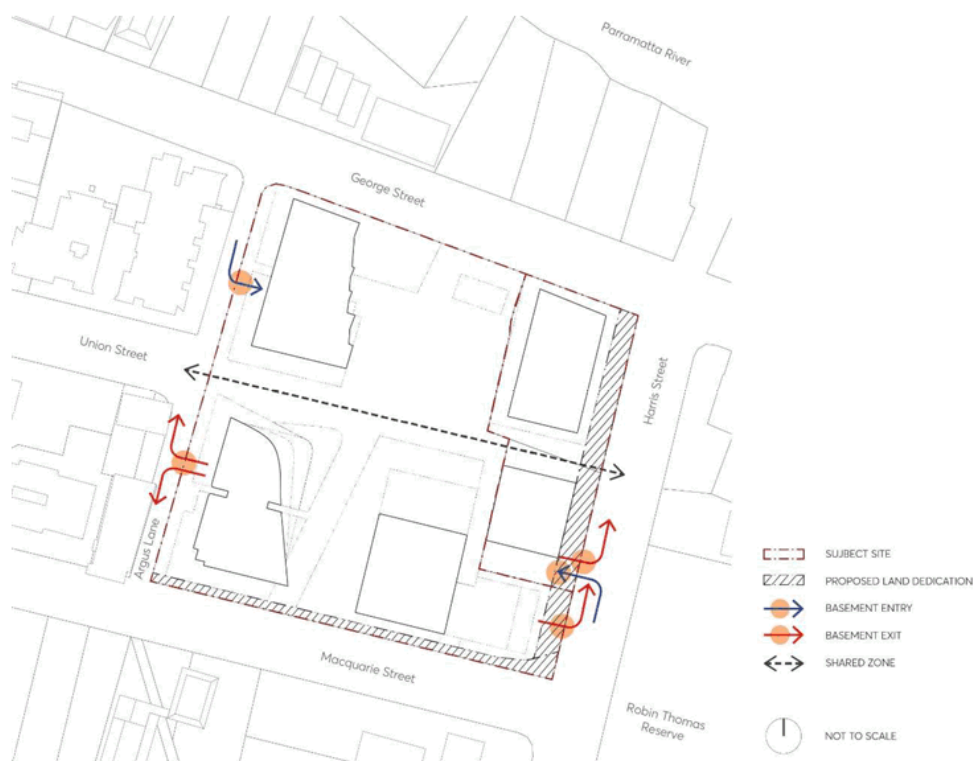 Parramatta River
George Street
Union Street
Harris Street
Argus Lane
Macquarie Street
Robin Thomas
Reserve
SUJBECT SITE
PROPOSED LAND DEDICATION
BASEMENT ENTRY
BASEMENT EXIT
SHARED ZONE
NOT TO SCALE